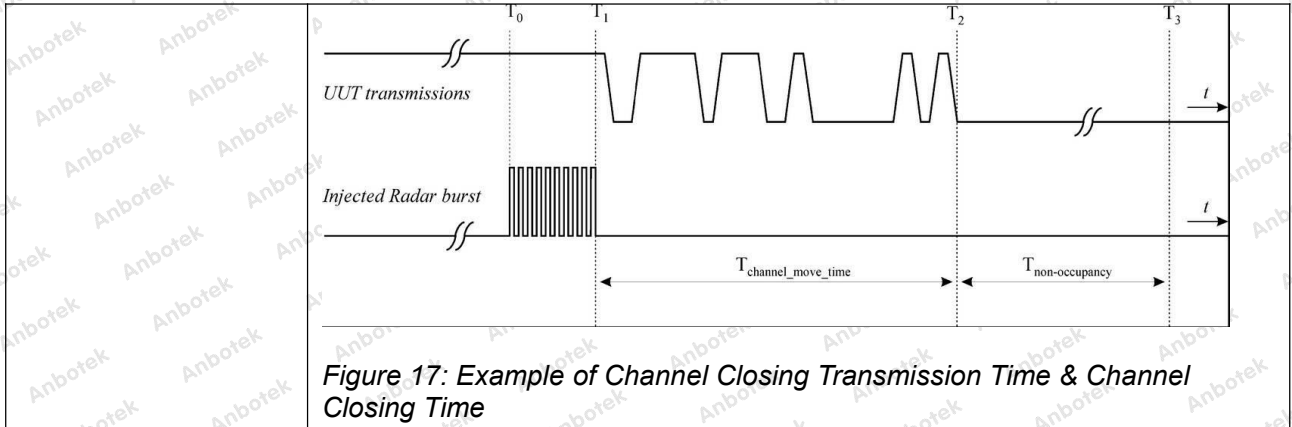 T0 T1 T2 T3
UUT transmissions
t
Injected Radar burst
t
Tchannel_move_time
Tnon-occupancy
Figure 17: Example of Channel Closing Transmission Time & Channel
Closing Time
Anbotek